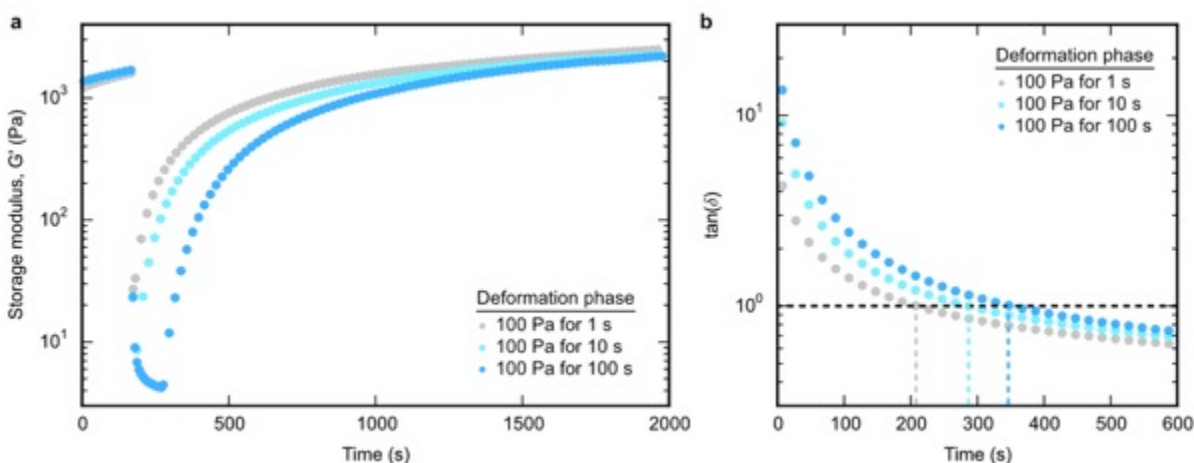 a
Storage modulus, G' (Pa)
10³
10²
10¹
0
500
1000
1500
2000
Time (s)
Deformation phase
100 Pa for 1 s
100 Pa for 10 s
100 Pa for 100 s
b
tan(δ)
10¹
10⁰
0
100
200
300
400
500
600
Time (s)
Deformation phase
100 Pa for 1 s
100 Pa for 10 s
100 Pa for 100 s